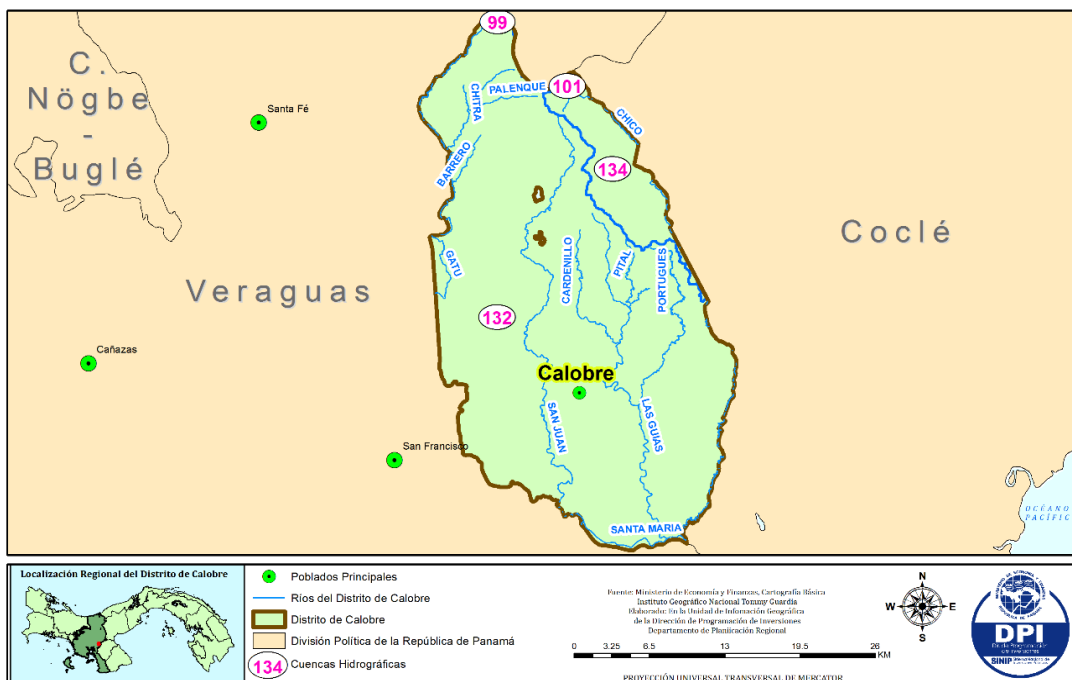 99
C.
Nögbe
-
Buglé
Santa Fé
PALENQUE
101
CHITRA
CHICO
BARRERO
134
Coclé
GATU
CARDENILLO
PITAL
PORTUGUES
Veraguas
132
Cañazas
Calobre
SAN JUAN
LAS GUIAS
San Francisco
OCÉANO
PACÍFICO
SANTA MARIA
Localización Regional del Distrito de Calobre
Poblados Principales
Ríos del Distrito de Calobre
Distrito de Calobre
División Política de la República de Panamá
134 Cuencas Hidrográficas
Fuente: Ministerio de Economía y Finanzas, Cartografía Básica
Instituto Geográfico Nacional Tommy Guardia
Elaborado: En la Unidad de Infomación Geográfica
de la Dirección de Programación de Inversiones
Departamento de Planiicación Regional
0 3.25 6.5 13 19.5 26
KM
PROYECCIÓN UNIVERSAL TRANSVERSAL DE MERCATOR
N
W E
S
DPI
SINIP